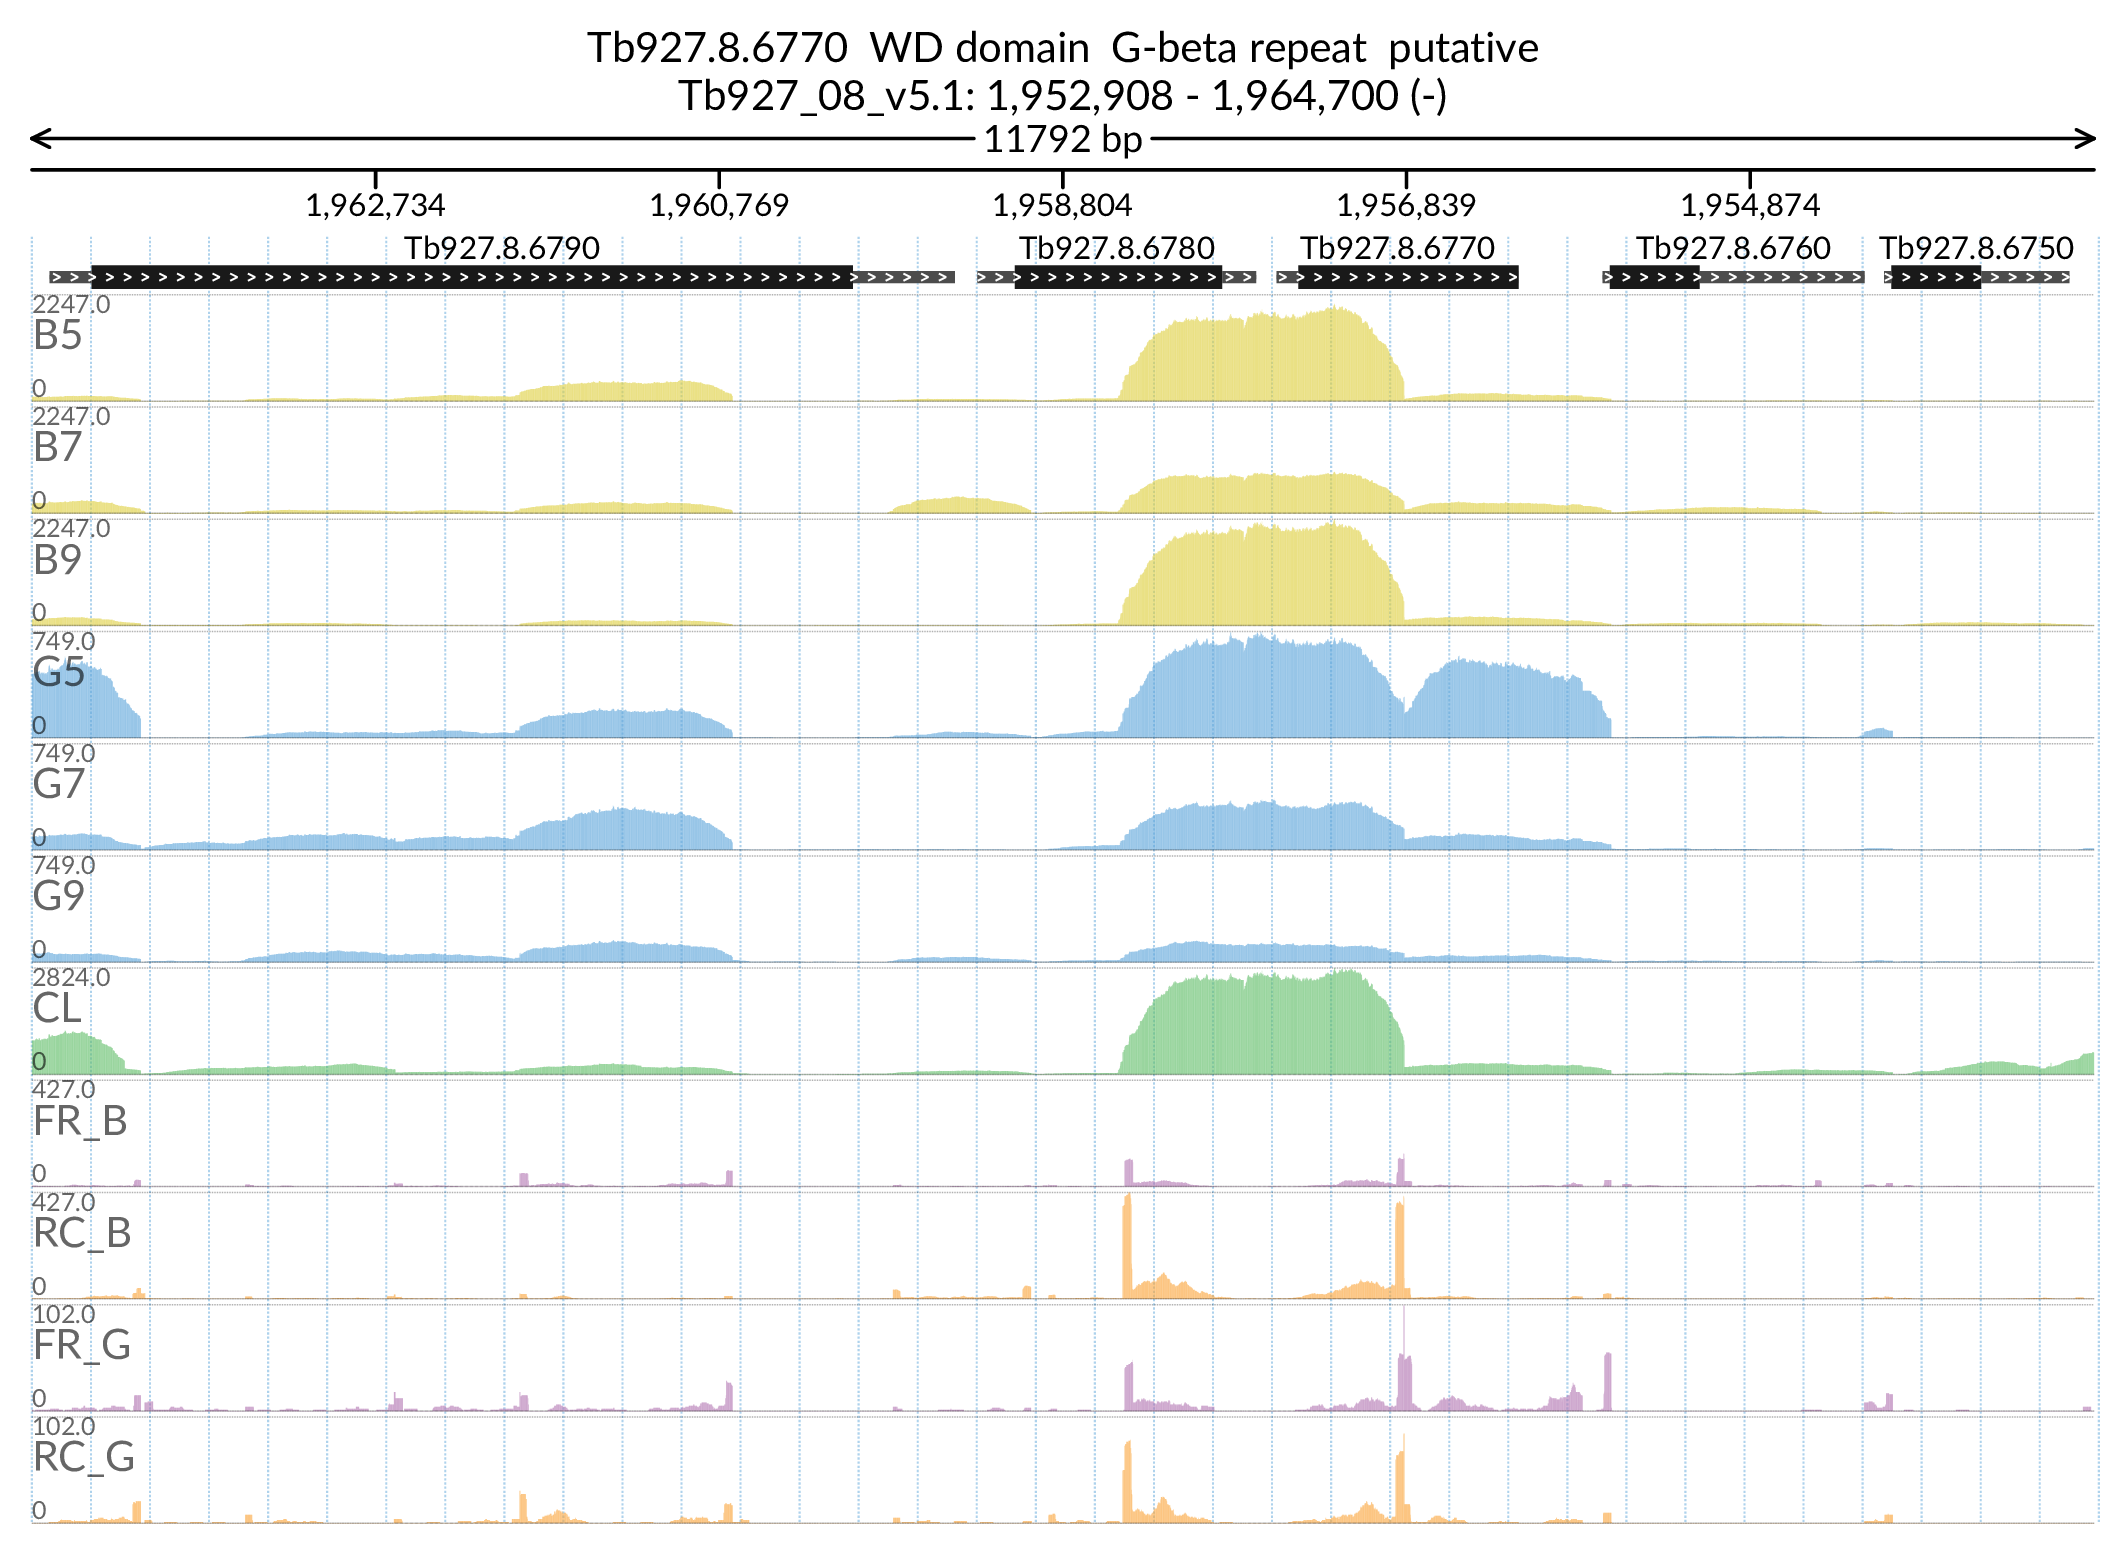 Tb927.8.6770  WD domain  G-beta repeat  putative
Tb927_08_v5.1: 1,952,908 - 1,964,700 (-)
11792 bp
1,962,734 1,960,769 1,958,804 1,956,839 1,954,874
Tb927.8.6790 Tb927.8.6780 Tb927.8.6770 Tb927.8.6760 Tb927.8.6750
2247.0
B5
0
2247.0
B7
0
2247.0
B9
0
749.0
G5
0
749.0
G7
0
749.0
G9
0
2824.0
CL
0
427.0
FR_B
0
427.0
RC_B
0
102.0
FR_G
0
102.0
RC_G
0